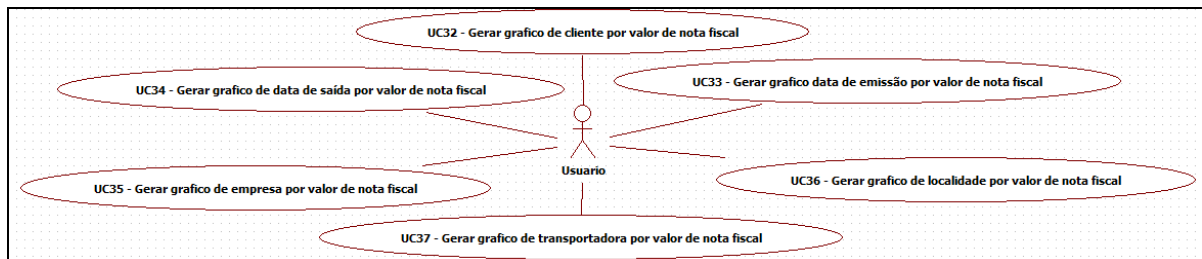 UC32 - Gerar grafico de cliente por valor de nota fiscal
UC34 - Gerar grafico de data de saída por valor de nota fiscal
UC33 - Gerar grafico data de emissão por valor de nota fiscal
Usuario
UC35 - Gerar grafico de empresa por valor de nota fiscal
UC36 - Gerar grafico de localidade por valor de nota fiscal
UC37 - Gerar grafico de transportadora por valor de nota fiscal